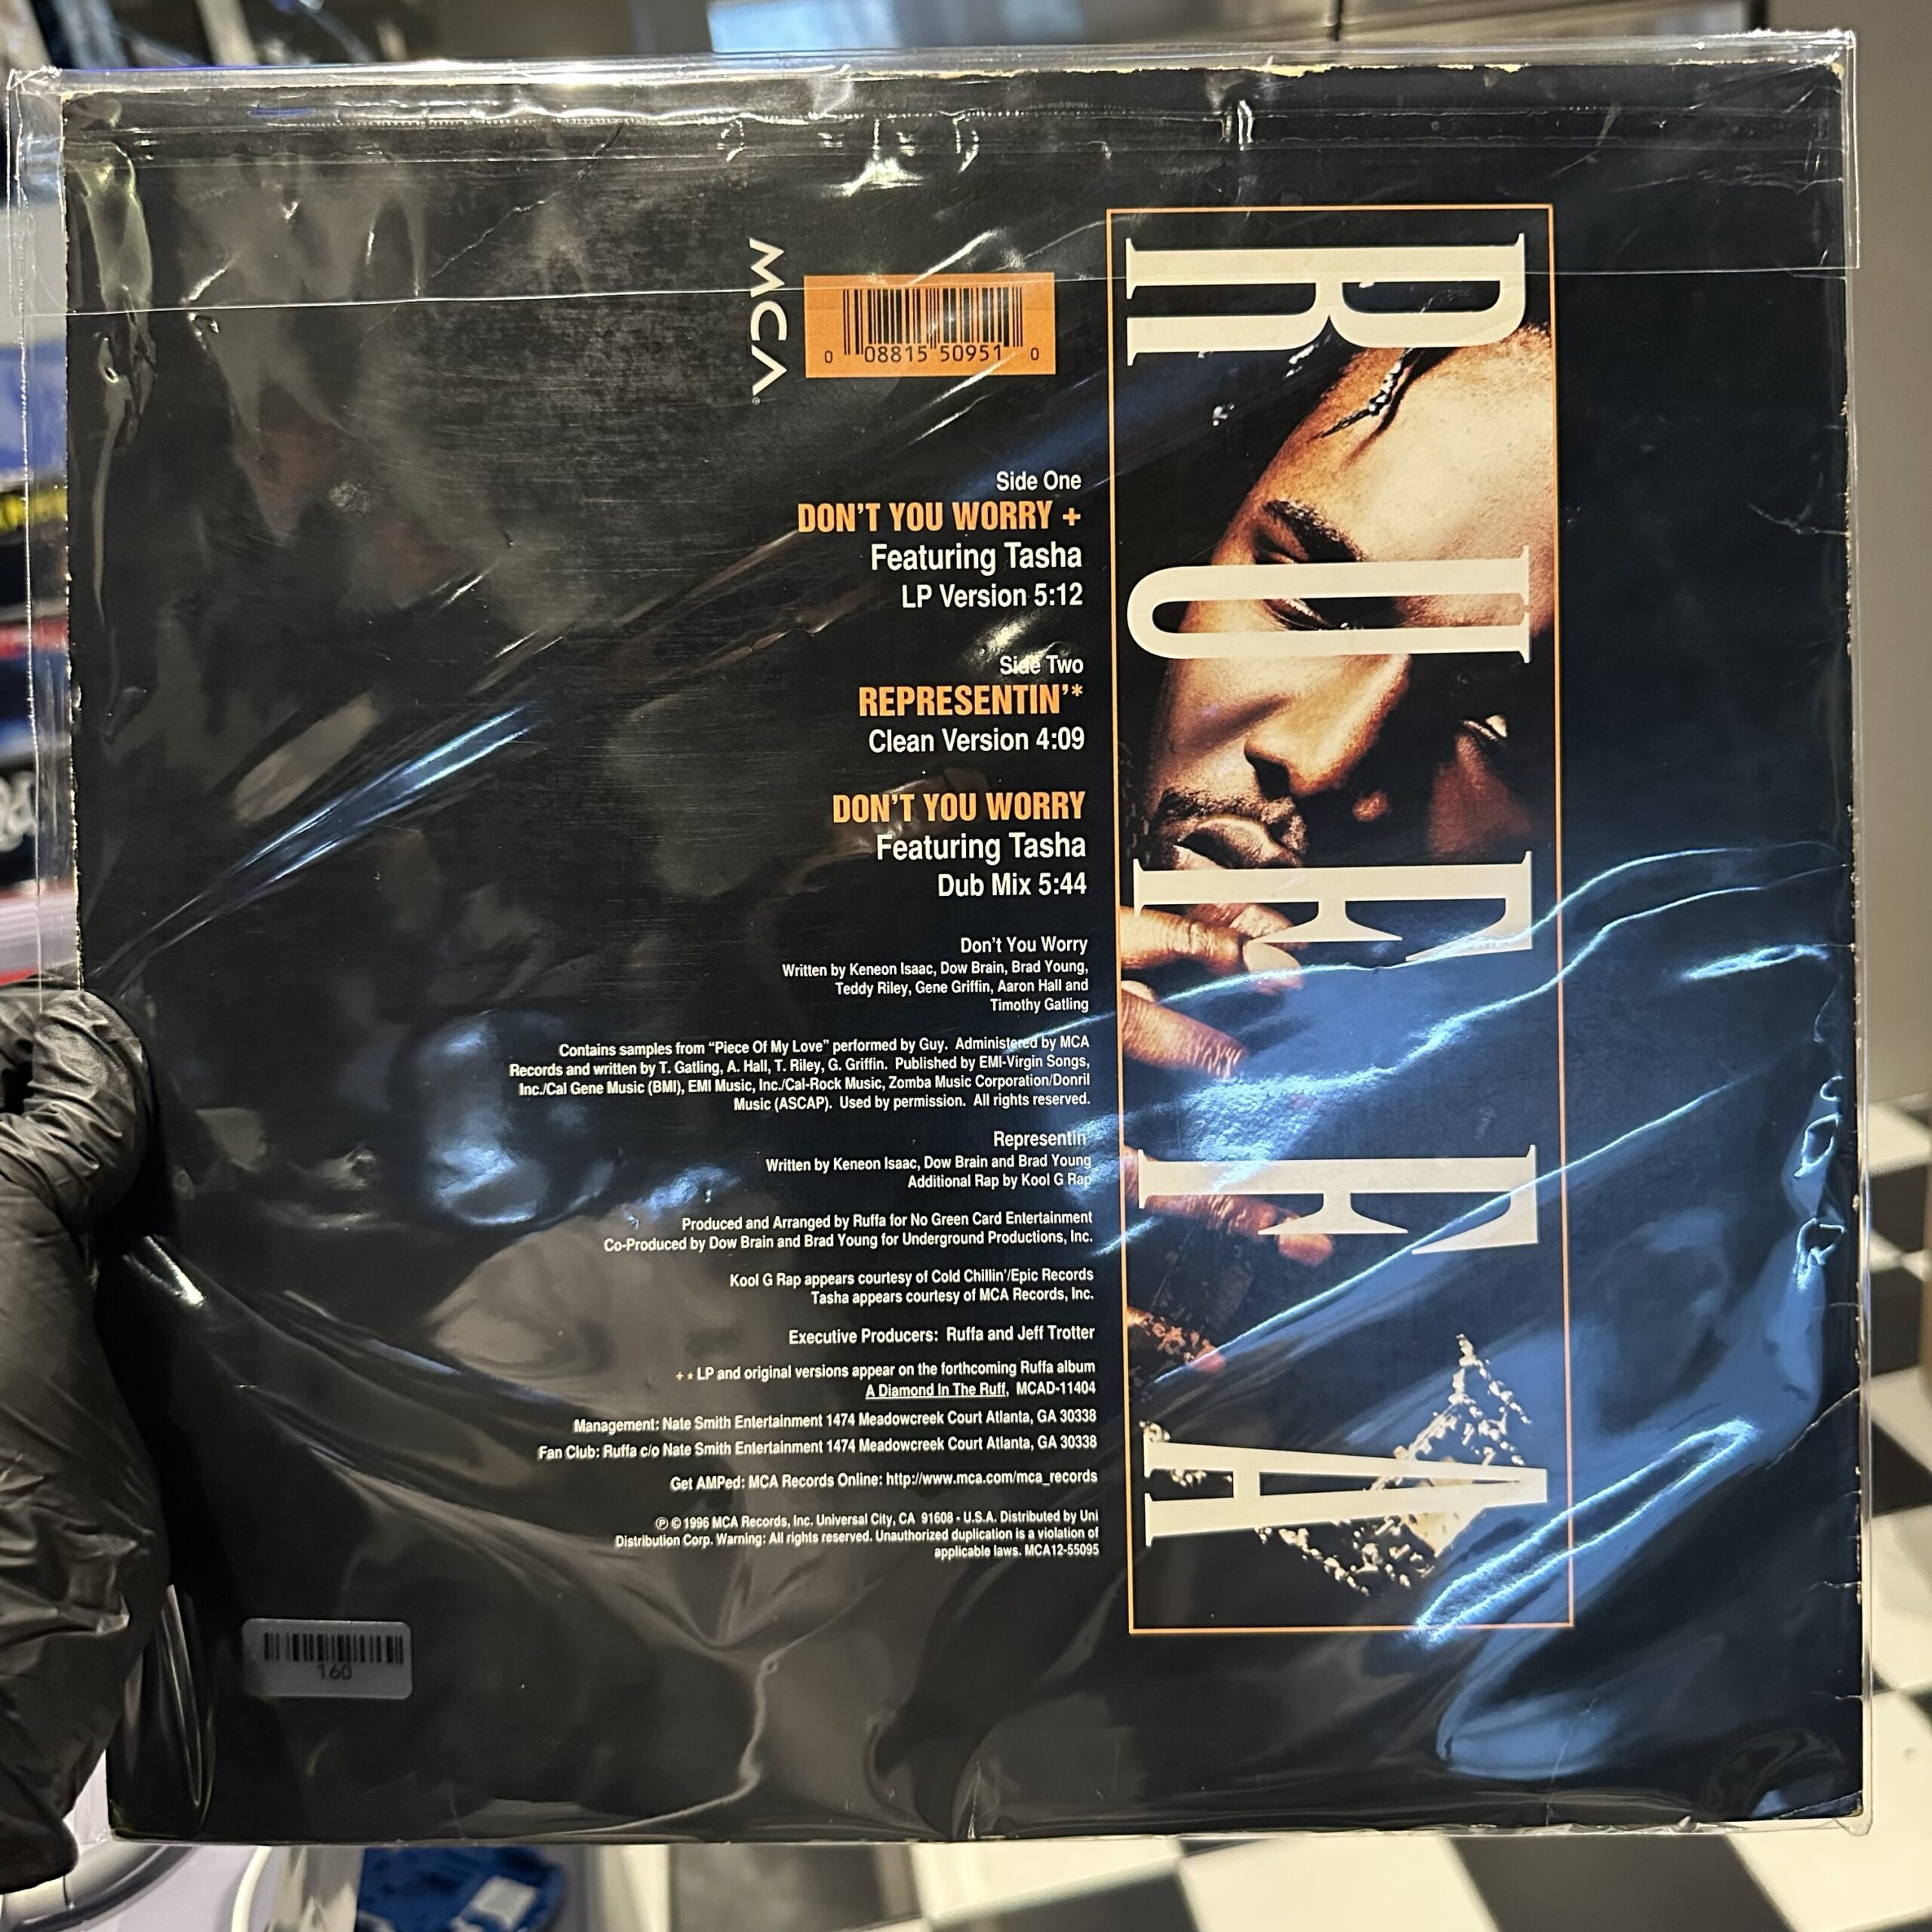 RUFFA
MCA
0 08815 50951 0
Side One
DON'T YOU WORRY +
Featuring Tasha
LP Version 5:12
Side Two
REPRESENTIN'*
Clean Version 4:09
DON'T YOU WORRY
Featuring Tasha
Dub Mix 5:44
Don't You Worry
Written by Keneon Isaac, Dow Brain, Brad Young,
Teddy Riley, Gene Griffin, Aaron Hall and
Timothy Gatling
Contains samples from "Piece Of My Love" performed by Guy. Administered by MCA
Records and written by T. Gatling, A. Hall, T. Riley, G. Griffin. Published by EMI-Virgin Songs,
Inc./Cal Gene Music (BMI), EMI Music, Inc./Cal-Rock Music, Zomba Music Corporation/Donril
Music (ASCAP). Used by permission. All rights reserved.
Representin'
Written by Keneon Isaac, Dow Brain and Brad Young
Additional Rap by Kool G Rap
Produced and Arranged by Ruffa for No Green Card Entertainment
Co-Produced by Dow Brain and Brad Young for Underground Productions, Inc.
Kool G Rap appears courtesy of Cold Chillin'/Epic Records
Tasha appears courtesy of MCA Records, Inc.
Executive Producers: Ruffa and Jeff Trotter
+ * LP and original versions appear on the forthcoming Ruffa album
A Diamond In The Ruff, MCAD-11404
Management: Nate Smith Entertainment 1474 Meadowcreek Court Atlanta, GA 30338
Fan Club: Ruffa c/o Nate Smith Entertainment 1474 Meadowcreek Court Atlanta, GA 30338
Get AMPed: MCA Records Online: http://www.mca.com/mca_records
℗ © 1996 MCA Records, Inc. Universal City, CA 91608 - U.S.A. Distributed by Uni
Distribution Corp. Warning: All rights reserved. Unauthorized duplication is a violation of
applicable laws. MCA12-55095
160